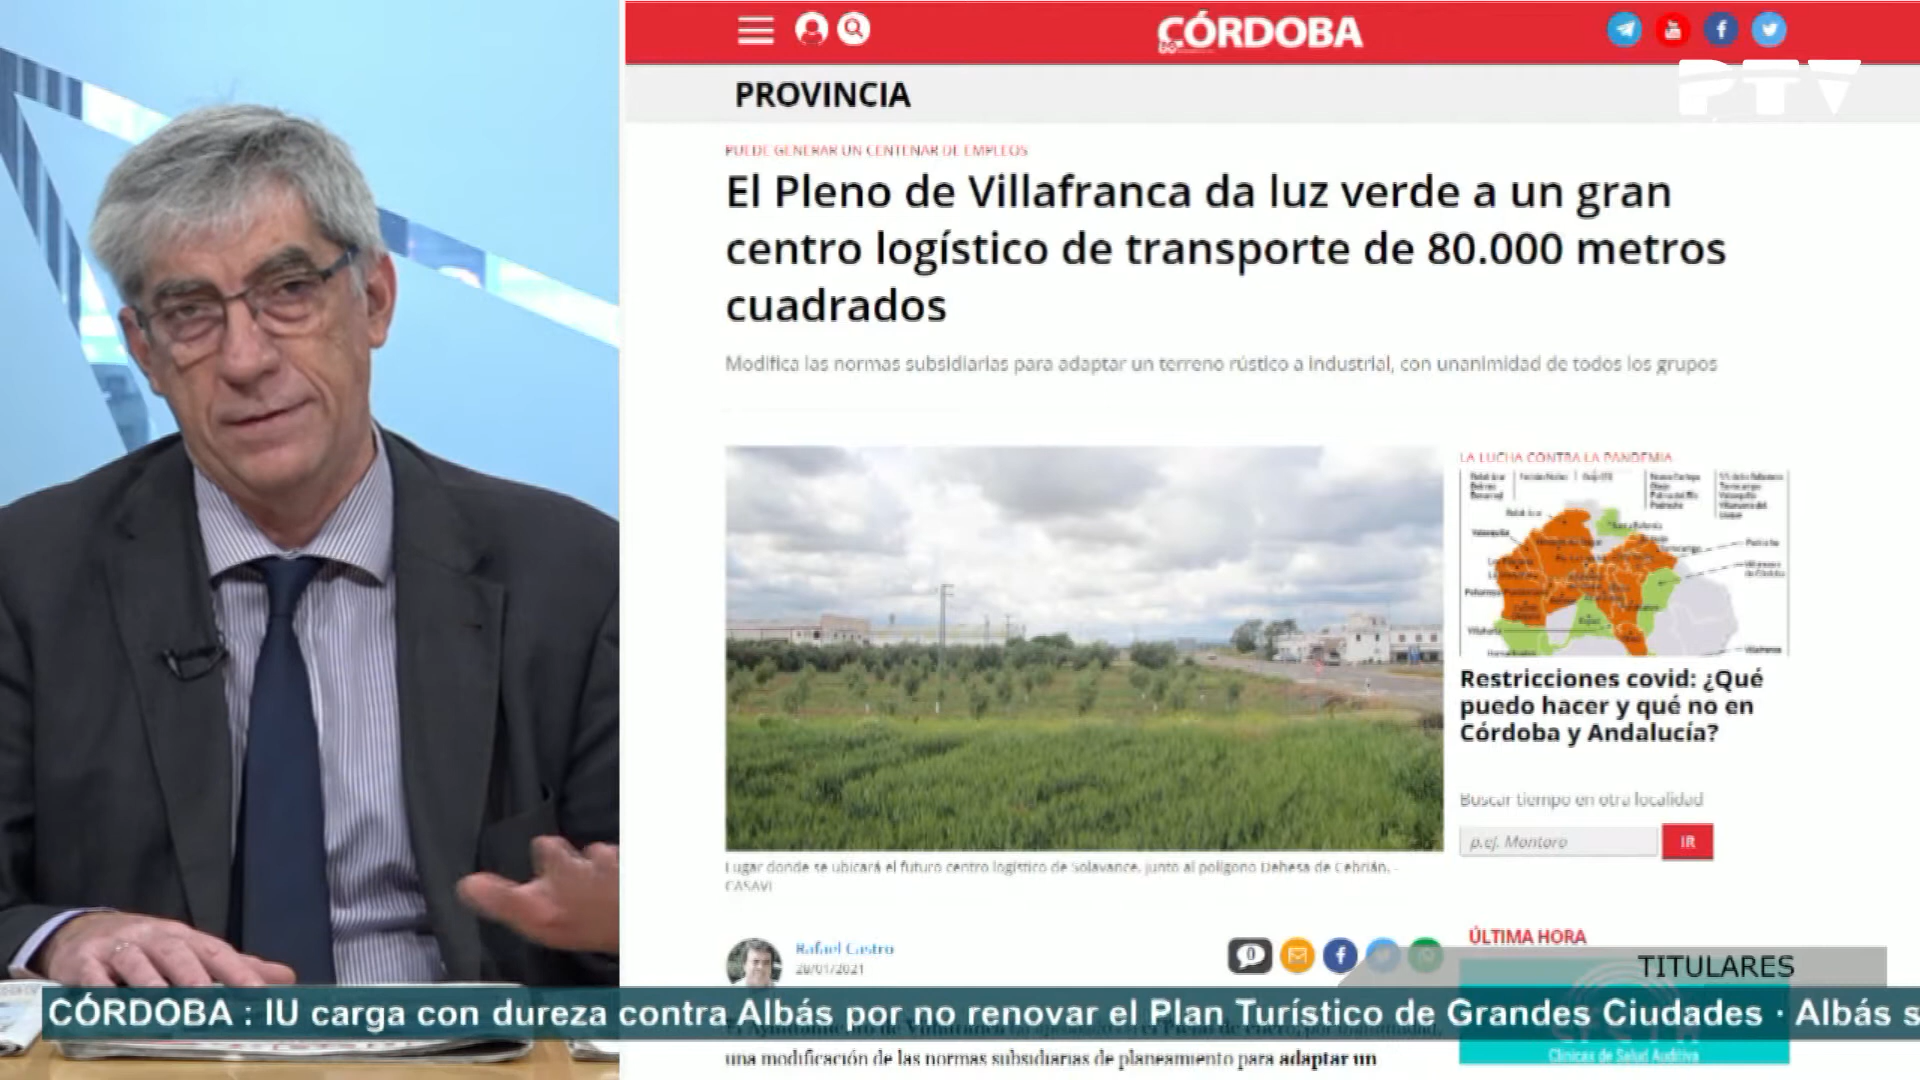 CÓRDOBA
PTV
PROVINCIA
PUEDE GENERAR UN CENTENAR DE EMPLEOS
El Pleno de Villafranca da luz verde a un gran
centro logístico de transporte de 80.000 metros
cuadrados
Modifica las normas subsidiarias para adaptar un terreno rústico a industrial, con unanimidad de todos los grupos
LA LUCHA CONTRA LA PANDEMIA
Restricciones covid: ¿Qué
puedo hacer y qué no en
Córdoba y Andalucía?
Buscar tiempo en otra localidad
p.ej. Montoro
IR
Lugar donde se ubicará el futuro centro logístico de Solavance, junto al polígono Dehesa de Cebrián. -
CASAVI
Rafael Castro
28/01/2021
0
ÚLTIMA HORA
TITULARES
CÓRDOBA : IU carga con dureza contra Albás por no renovar el Plan Turístico de Grandes Ciudades · Albás s
una modificación de las normas subsidiarias de planeamiento para adaptar un
Clínicas de Salud Auditiva